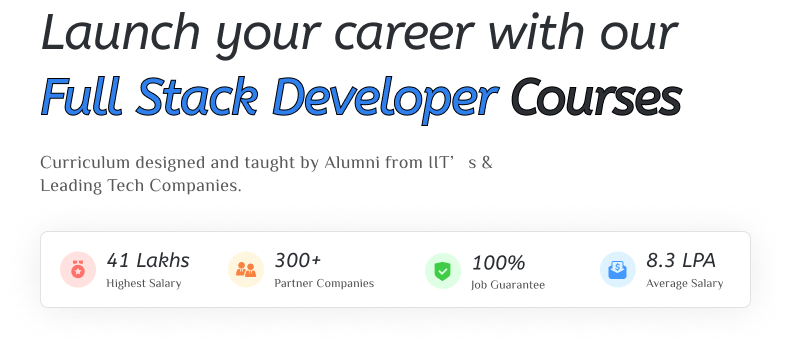 Launch your career with our
Full Stack Developer Courses
Curriculum designed and taught by Alumni from IIT’ s &
Leading Tech Companies.
41 Lakhs
Highest Salary
300+
Partner Companies
100%
Job Guarantee
8.3 LPA
Average Salary